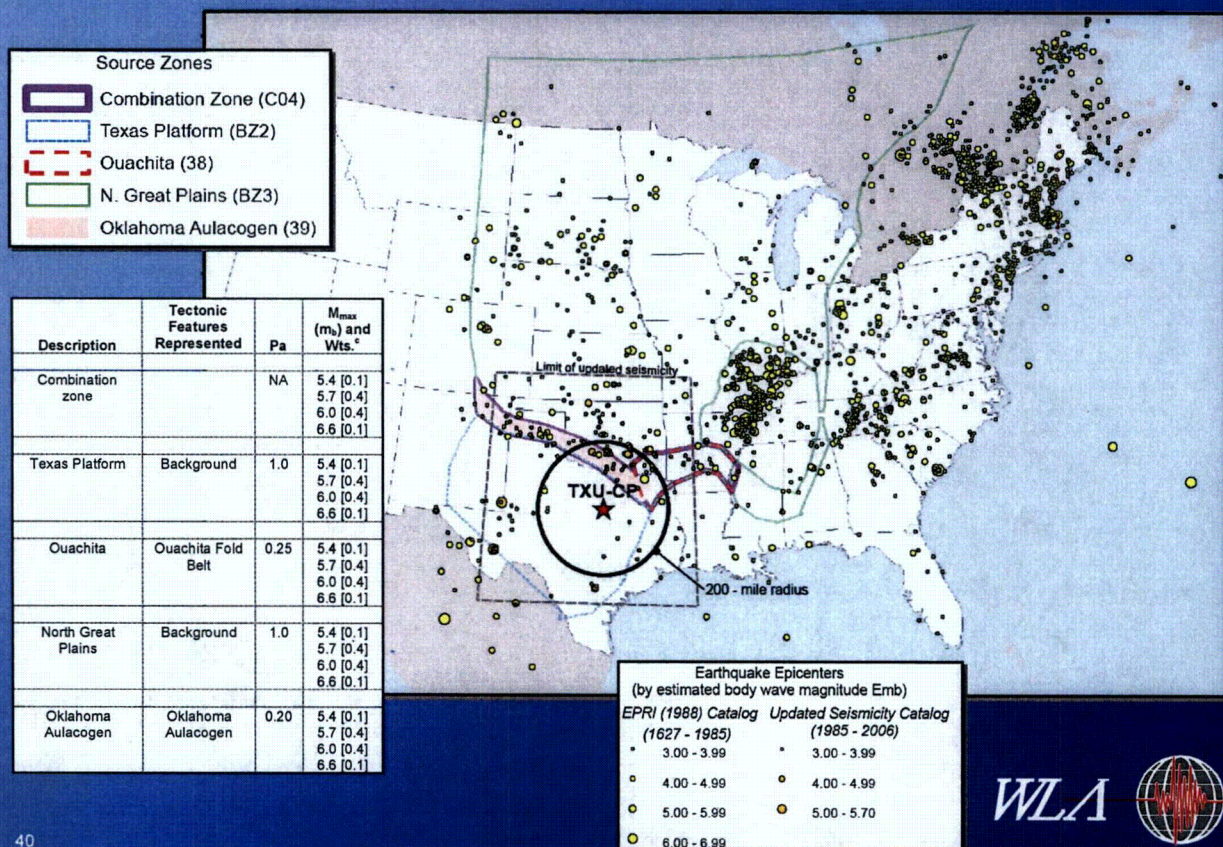 Source Zones
Combination Zone (C04)
Texas Platform (BZ2)
Ouachita (38)
N. Great Plains (BZ3)
Oklahoma Aulacogen (39)
Description
Tectonic Features Represented
Pa
Mmax (mb) and Wts.c
Combination zone
NA
5.4 [0.1]
5.7 [0.4]
6.0 [0.4]
6.6 [0.1]
Texas Platform
Background
1.0
5.4 [0.1]
5.7 [0.4]
6.0 [0.4]
6.6 [0.1]
Ouachita
Ouachita Fold Belt
0.25
5.4 [0.1]
5.7 [0.4]
6.0 [0.4]
6.6 [0.1]
North Great Plains
Background
1.0
5.4 [0.1]
5.7 [0.4]
6.0 [0.4]
6.6 [0.1]
Oklahoma Aulacogen
Oklahoma Aulacogen
0.20
5.4 [0.1]
5.7 [0.4]
6.0 [0.4]
6.6 [0.1]
Limit of updated seismicity
TXU-CP
200 - mile radius
Earthquake Epicenters
(by estimated body wave magnitude Emb)
EPRI (1988) Catalog
(1627 - 1985)
3.00 - 3.99
4.00 - 4.99
5.00 - 5.99
6.00 - 6.99
Updated Seismicity Catalog
(1985 - 2006)
3.00 - 3.99
4.00 - 4.99
5.00 - 5.70
WLA
40